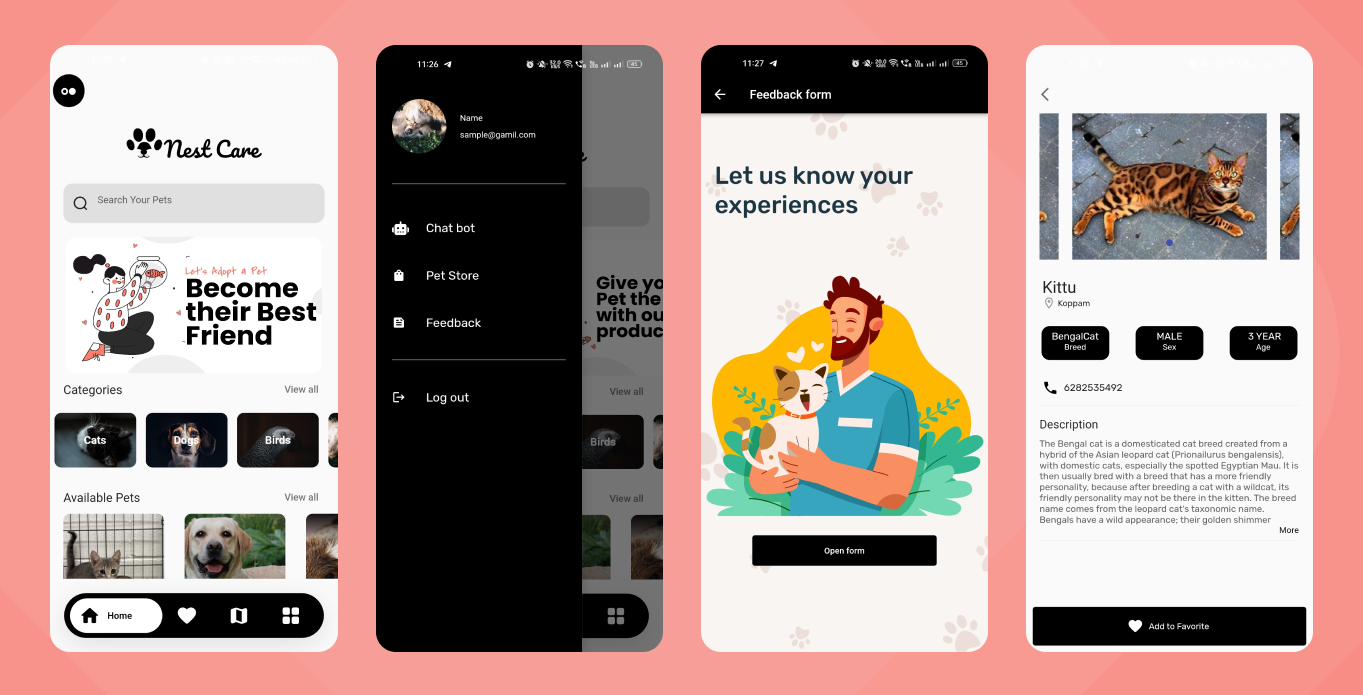 Nest Care
Search Your Pets
Let's Adopt a Pet
Become
their Best
Friend
Categories
View all
Cats
Dogs
Birds
Available Pets
View all
Home
11:26
45
Name
sample@gamil.com
Chat bot
Pet Store
Feedback
Log out
Give yo
Pet the
with ou
produc
View all
Birds
View all
11:27
45
Feedback form
Let us know your
experiences
Open form
Kittu
Koppam
BengalCat
Breed
MALE
Sex
3 YEAR
Age
6282535492
Description
The Bengal cat is a domesticated cat breed created from a
hybrid of the Asian leopard cat (Prionailurus bengalensis),
with domestic cats, especially the spotted Egyptian Mau. It is
then usually bred with a breed that has a more friendly
personality, because after breeding a cat with a wildcat, its
friendly personality may not be there in the kitten. The breed
name comes from the leopard cat's taxonomic name.
Bengals have a wild appearance; their golden shimmer
More
Add to Favorite